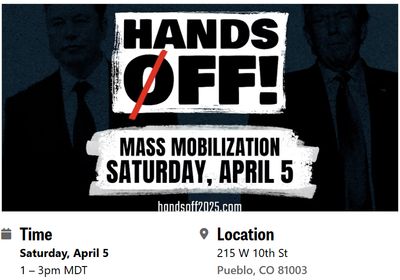 HANDS
OFF!
MASS MOBILIZATION
SATURDAY, APRIL 5
handsoff2025.com
Time
Saturday, April 5
1 – 3pm MDT
Location
215 W 10th St
Pueblo, CO 81003